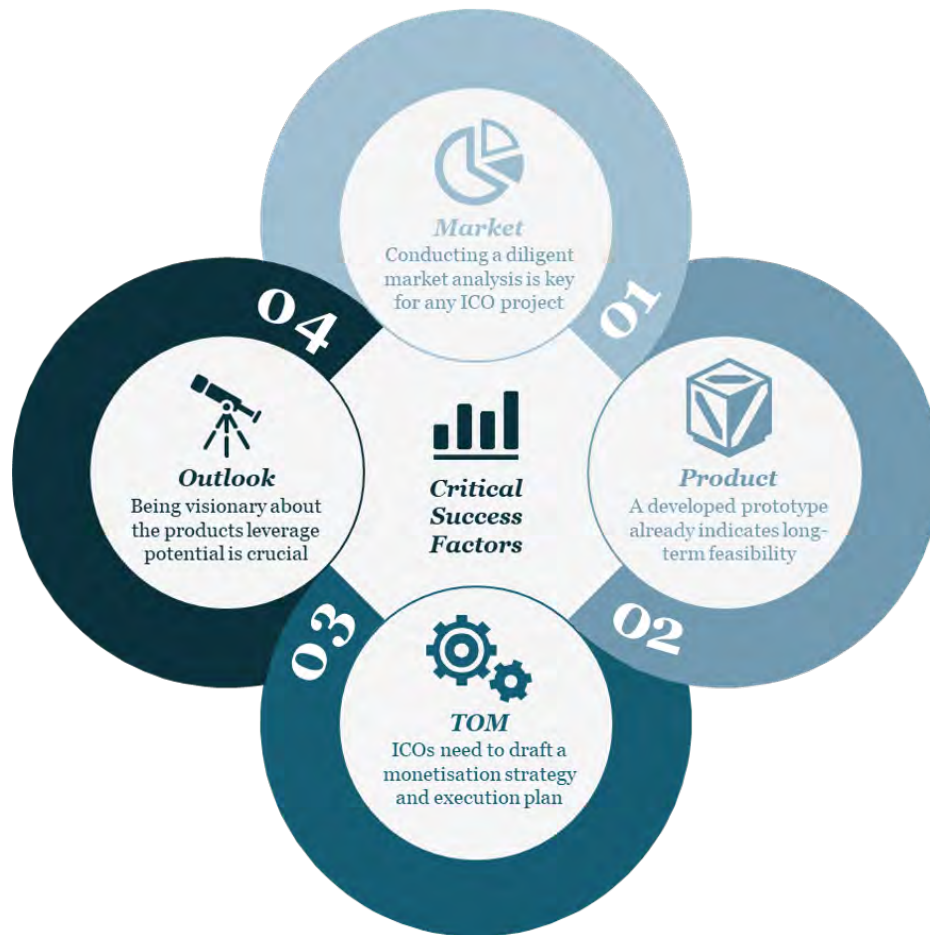 01
Market
Conducting a diligent
market analysis is key
for any ICO project
02
Product
A developed prototype
already indicates long-
term feasibility
03
TOM
ICOs need to draft a
monetisation strategy
and execution plan
04
Outlook
Being visionary about
the products leverage
potential is crucial
Critical
Success
Factors